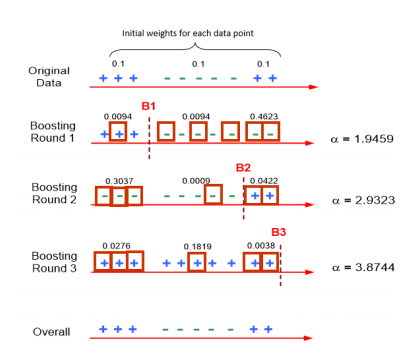 Initial weights for each data point
0.1 0.1 0.1
Original
Data
+ + + - - - - - + +
B1
0.0094 0.0094 0.4623
Boosting
Round 1
+ + + - - - - - - -
α = 1.9459
B2
0.3037 0.0009 0.0422
Boosting
Round 2
- - - - - - - - + +
α = 2.9323
B3
0.0276 0.1819 0.0038
Boosting
Round 3
+ + + + + + + + + +
α = 3.8744
Overall
+ + + - - - - - + +